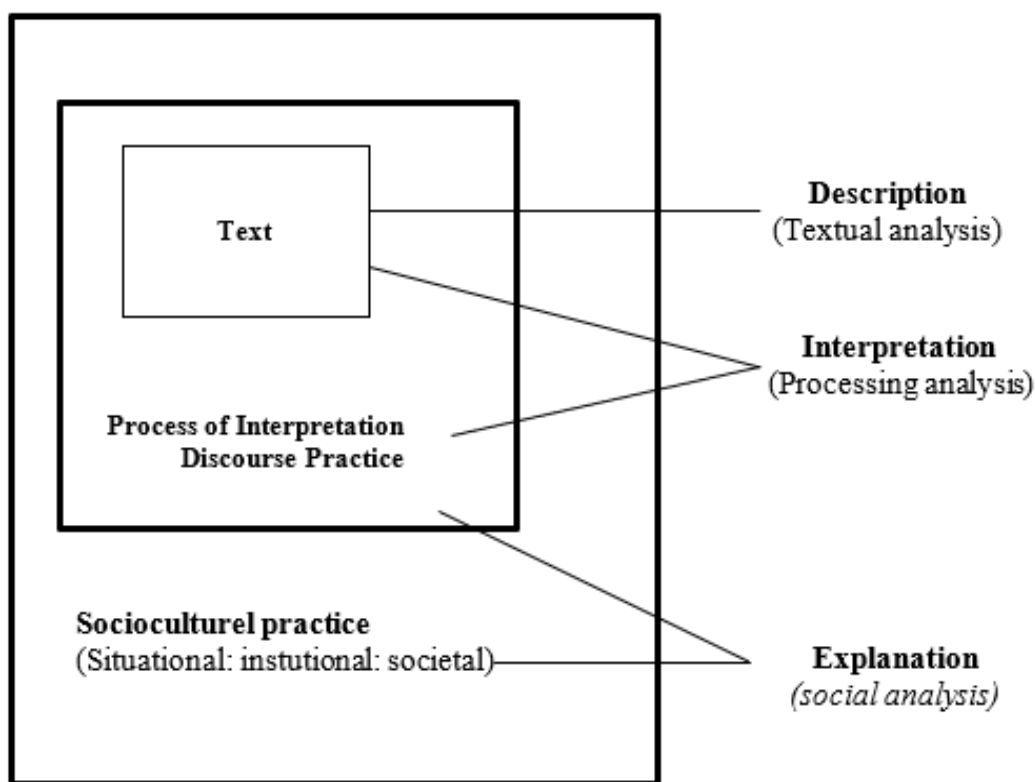 Text
Description
(Textual analysis)
Interpretation
(Processing analysis)
Process of Interpretation
Discourse Practice
Socioculturel practice
(Situational: instutional: societal)
Explanation
(social analysis)